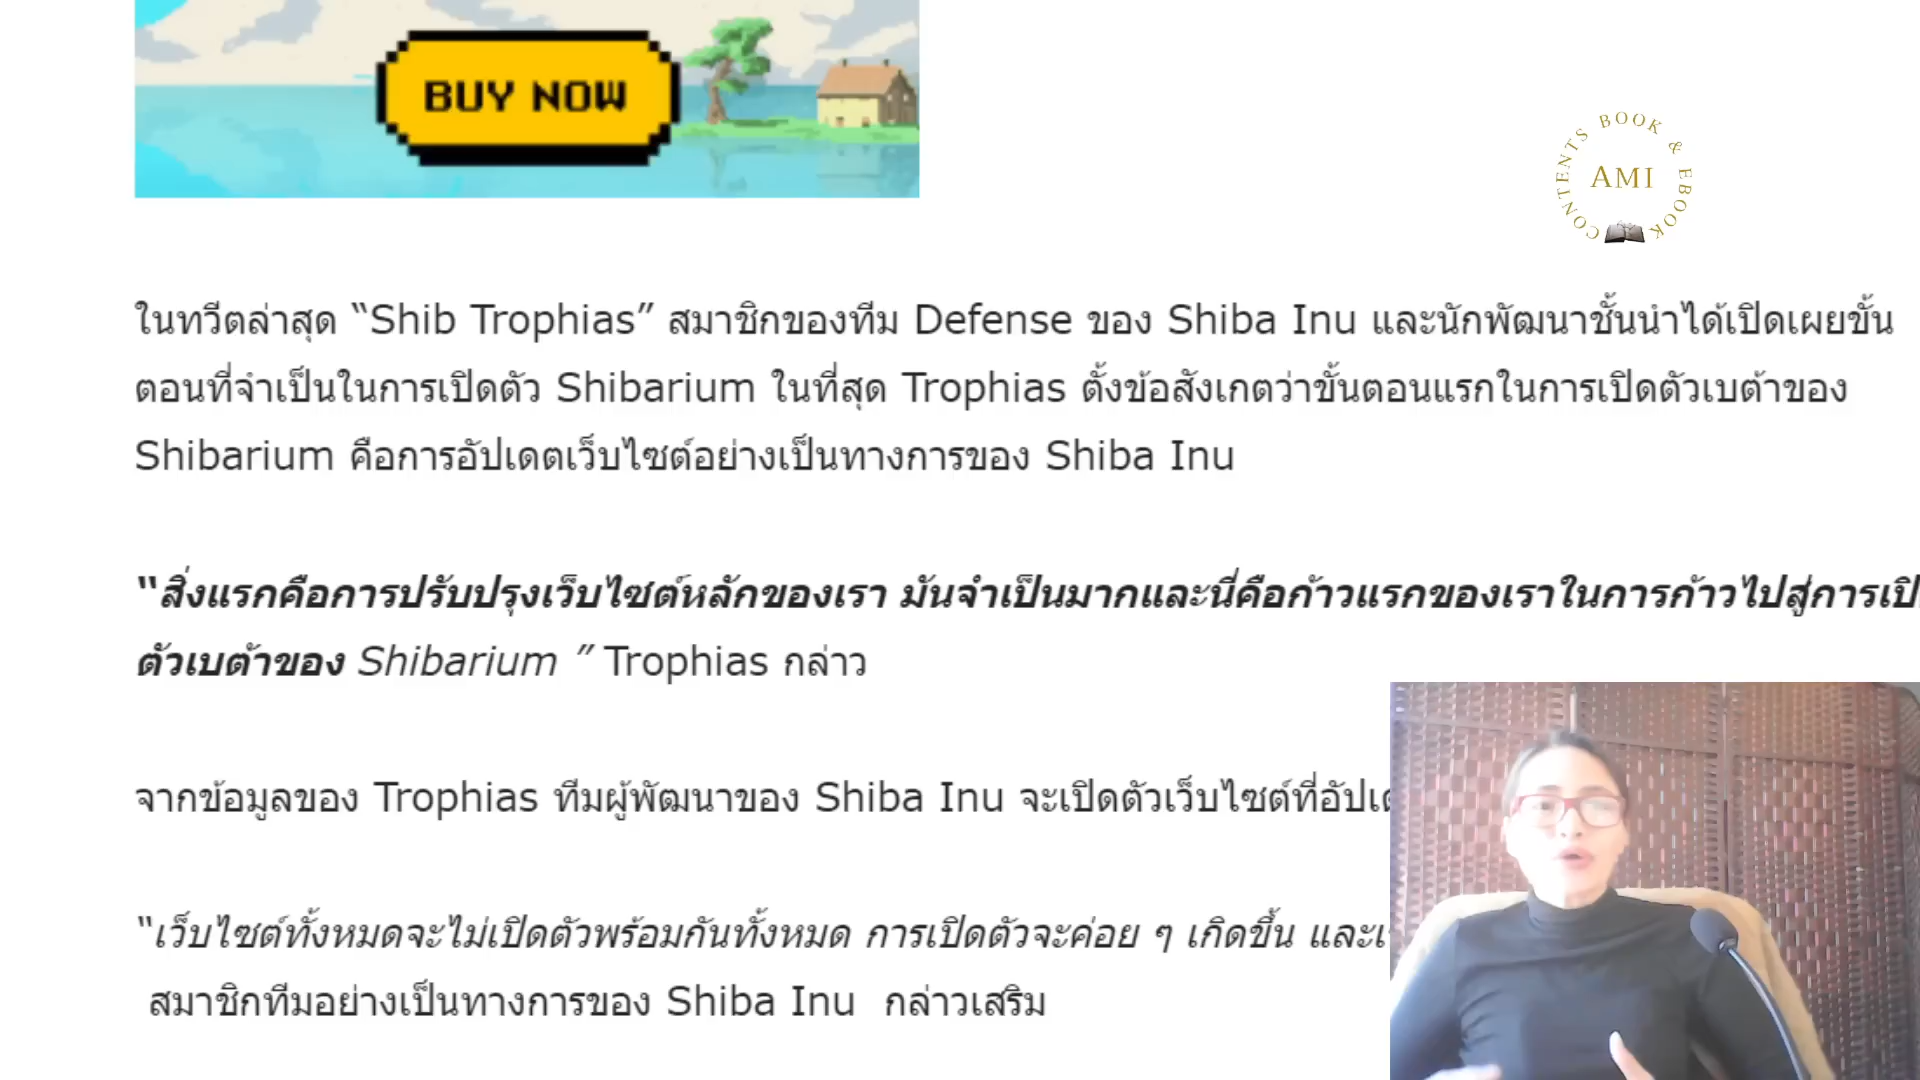 BUY NOW
CONTENTS BOOK & EBOOK
AMI
ในทวีตล่าสุด “Shib Trophias” สมาชิกของทีม Defense ของ Shiba Inu และนักพัฒนาชั้นนำได้เปิดเผยขั้น
ตอนที่จำเป็นในการเปิดตัว Shibarium ในที่สุด Trophias ตั้งข้อสังเกตว่าขั้นตอนแรกในการเปิดตัวเบต้าของ
Shibarium คือการอัปเดตเว็บไซต์อย่างเป็นทางการของ Shiba Inu
“สิ่งแรกคือการปรับปรุงเว็บไซต์หลักของเรา มันจำเป็นมากและนี่คือก้าวแรกของเราในการก้าวไปสู่การเปิ
ตัวเบต้าของ Shibarium ” Trophias กล่าว
จากข้อมูลของ Trophias ทีมผู้พัฒนาของ Shiba Inu จะเปิดตัวเว็บไซต์ที่อัปเ
“เว็บไซต์ทั้งหมดจะไม่เปิดตัวพร้อมกันทั้งหมด การเปิดตัวจะค่อย ๆ เกิดขึ้น และเ
สมาชิกทีมอย่างเป็นทางการของ Shiba Inu กล่าวเสริม